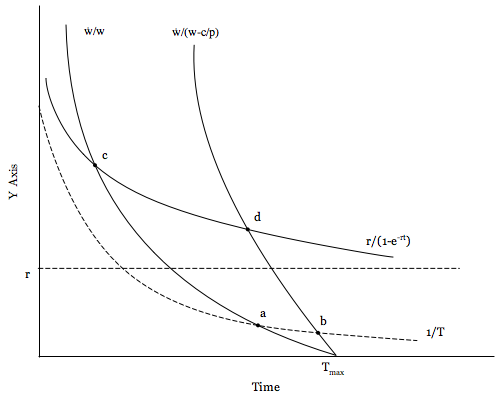 ẇ/w
ẇ/(w-c/p)
c
d
r/(1-e⁻ʳᵗ)
r
a
b
1/T
Tmax
Time
Y Axis